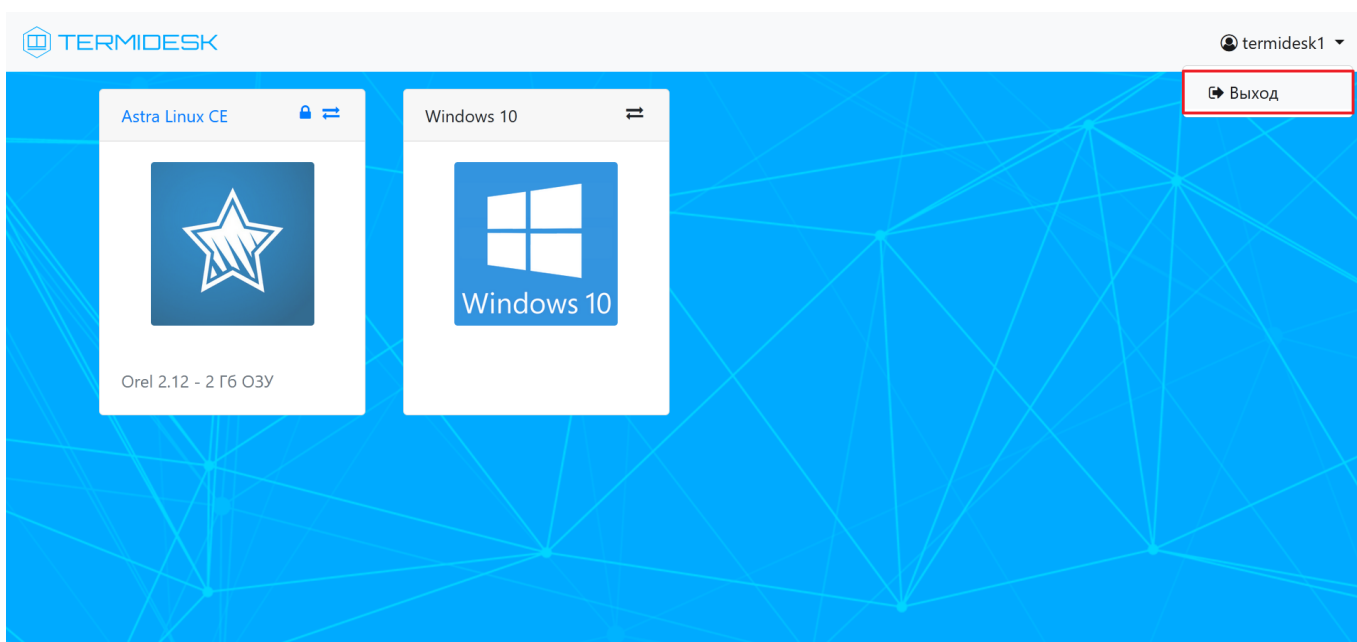 TERMIDESK
termidesk1
Выход
Astra Linux CE
Windows 10
Windows 10
Orel 2.12 - 2 Гб ОЗУ